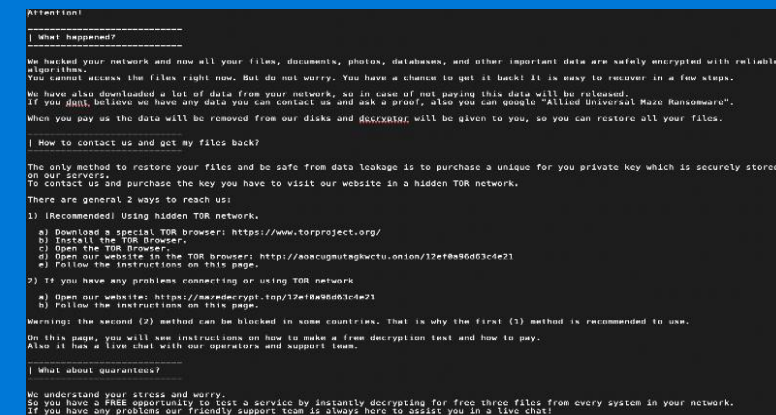 Attention!
----------------------------
| What happened?
----------------------------
We hacked your network and now all your files, documents, photos, databases, and other important data are safely encrypted with reliable
algorithms.
You cannot access the files right now. But do not worry. You have a chance to get it back! It is easy to recover in a few steps.
We have also downloaded a lot of data from your network, so in case of not paying this data will be released.
If you dont believe we have any data you can contact us and ask a proof, also you can google "Allied Universal Maze Ransomware".
When you pay us the data will be removed from our disks and decryptor will be given to you, so you can restore all your files.
----------------------------
| How to contact us and get my files back?
----------------------------
The only method to restore your files and be safe from data leakage is to purchase a unique for you private key which is securely stored
on our servers.
To contact us and purchase the key you have to visit our website in a hidden TOR network.
There are general 2 ways to reach us:
1) [Recommended] Using hidden TOR network.
a) Download a special TOR browser: https://www.torproject.org/
b) Install the TOR Browser.
c) Open the TOR Browser.
d) Open our website in the TOR browser: http://aoacugmutagkwctu.onion/12ef0a96d63c4e21
e) Follow the instructions on this page.
2) If you have any problems connecting or using TOR network
a) Open our website: https://mazedecrypt.top/12ef0a96d63c4e21
b) Follow the instructions on this page.
Warning: the second (2) method can be blocked in some countries. That is why the first (1) method is recommended to use.
On this page, you will see instructions on how to make a free decryption test and how to pay.
Also it has a live chat with our operators and support team.
----------------------------
| What about guarantees?
----------------------------
We understand your stress and worry.
So you have a FREE opportunity to test a service by instantly decrypting for free three files from every system in your network.
If you have any problems our friendly support team is always here to assist you in a live chat!